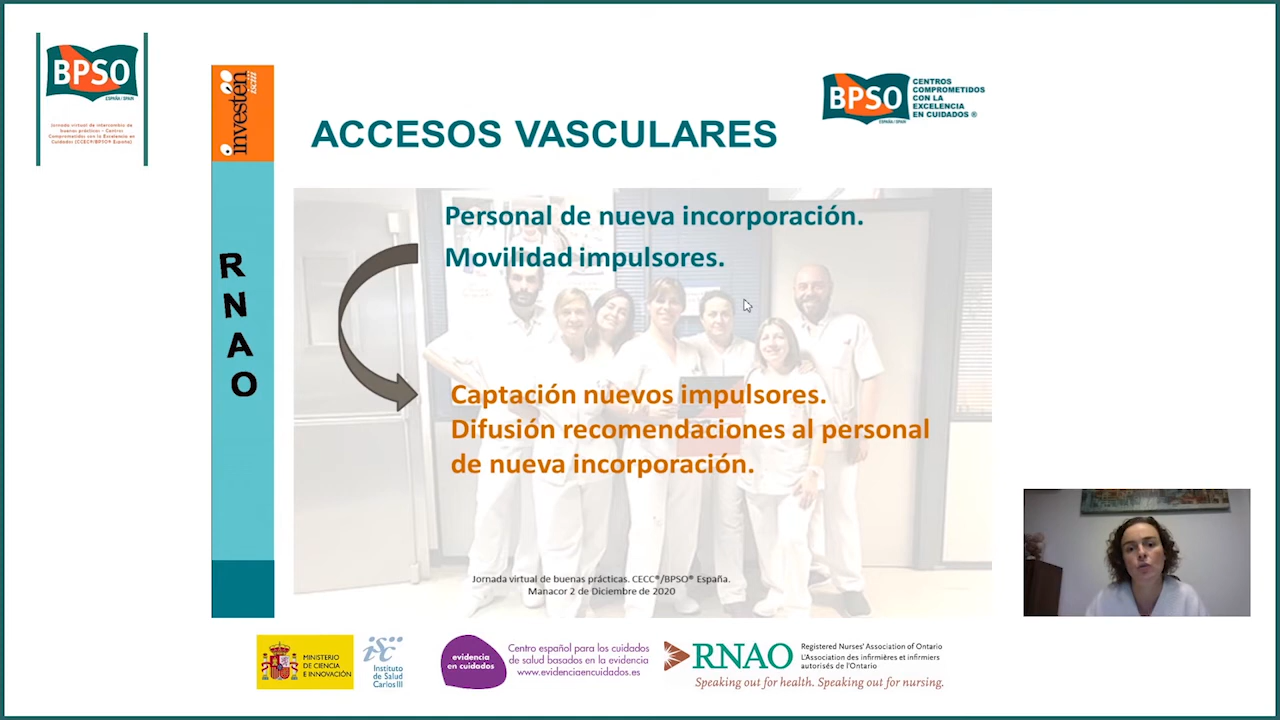 BPSO
ESPAÑA / SPAIN
Jornada virtual de intercambio de
buenas prácticas - Centros
Comprometidos con la Excelencia en
Cuidados (CCEC®/BPSO® España)
investén
isciii
RNAO
BPSO
ESPAÑA / SPAIN
CENTROS
COMPROMETIDOS
CON LA
EXCELENCIA
EN CUIDADOS ®
ACCESOS VASCULARES
Personal de nueva incorporación.
Movilidad impulsores.
Captación nuevos impulsores.
Difusión recomendaciones al personal
de nueva incorporación.
Jornada virtual de buenas prácticas. CECC®/BPSO® España.
Manacor 2 de Diciembre de 2020
MINISTERIO
DE CIENCIA
E INNOVACIÓN
isciii
Instituto
de Salud
Carlos III
evidencia
en cuidados
Centro español para los cuidados
de salud basados en la evidencia
www.evidenciaencuidados.es
RNAO
Registered Nurses' Association of Ontario
L'Association des infirmières et infirmiers
autorisés de l'Ontario
Speaking out for health. Speaking out for nursing.